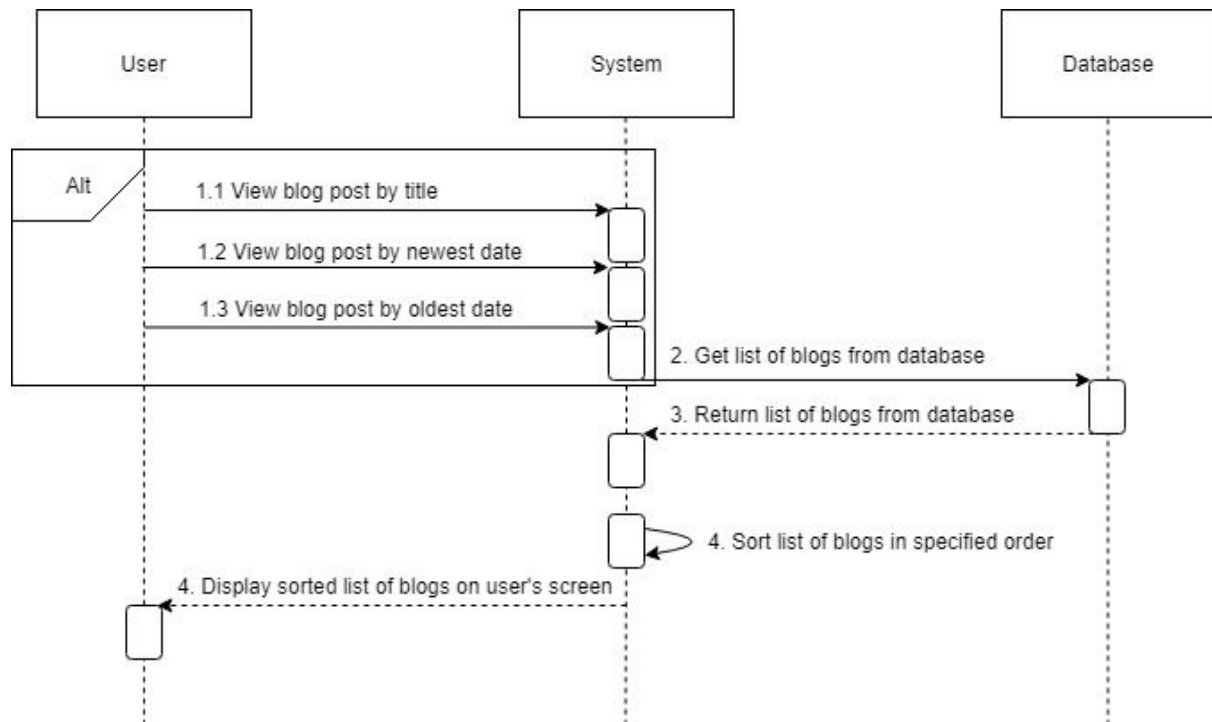 User
System
Database
Alt
1.1 View blog post by title
1.2 View blog post by newest date
1.3 View blog post by oldest date
2. Get list of blogs from database
3. Return list of blogs from database
4. Sort list of blogs in specified order
4. Display sorted list of blogs on user's screen